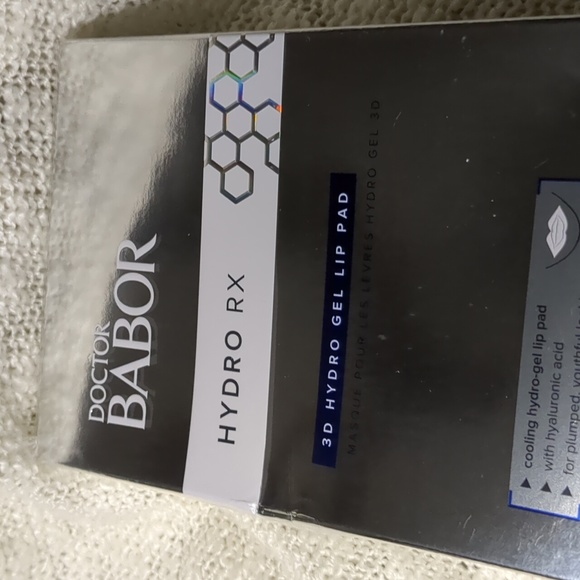 DOCTOR
BABOR
HYDRO RX
3D HYDRO GEL LIP PAD
MASQUE POUR LES LÈVRES HYDRO GEL 3D
▶ cooling hydro-gel lip pad
▶ with hyaluronic acid
▶ for plumped, youthful